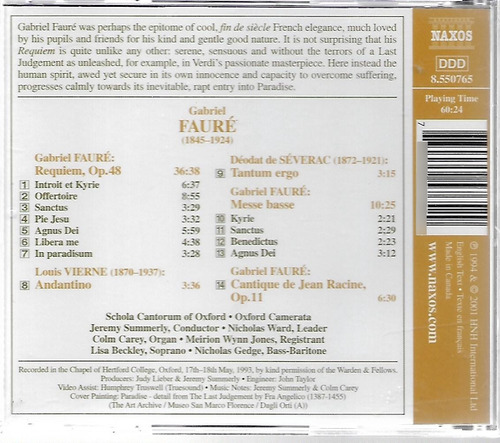 Gabriel Fauré was perhaps the epitome of cool, fin de siècle French elegance, much loved
by his pupils and friends for his kind and gentle good nature. It is not surprising that his
Requiem is quite unlike any other: serene, sensuous and without the terrors of a Last
Judgement as unleashed, for example, in Verdi's passionate masterpiece. Here instead the
human spirit, awed yet secure in its own innocence and capacity to overcome suffering,
progresses calmly towards its inevitable, rapt entry into Paradise.
NAXOS
DDD
8.550765
Playing Time
60:24
Gabriel
FAURÉ
(1845–1924)
Gabriel FAURÉ:
Requiem, Op.48 36:38
1 Introit et Kyrie 6:37
2 Offertoire 8:55
3 Sanctus 3:29
4 Pie Jesu 3:32
5 Agnus Dei 5:59
6 Libera me 4:38
7 In paradisum 3:28
Louis VIERNE (1870–1937):
8 Andantino 3:36
Déodat de SÉVERAC (1872–1921):
9 Tantum ergo 3:15
Gabriel FAURÉ:
Messe basse 10:25
10 Kyrie 2:21
11 Sanctus 2:29
12 Benedictus 2:23
13 Agnus Dei 3:12
Gabriel FAURÉ:
14 Cantique de Jean Racine,
Op.11 6:30
Schola Cantorum of Oxford • Oxford Camerata
Jeremy Summerly, Conductor • Nicholas Ward, Leader
Colm Carey, Organ • Meirion Wynn Jones, Registrant
Lisa Beckley, Soprano • Nicholas Gedge, Bass-Baritone
Recorded in the Chapel of Hertford College, Oxford, 17th–18th May, 1993, by kind permission of the Warden & Fellows.
Producers: Judy Lieber & Jeremy Summerly • Engineer: John Taylor
Video Assist: Humphrey Truswell (Truesound) • Music Notes: Jeremy Summerly & Colm Carey
Cover Painting: Paradise - detail from The Last Judgement by Fra Angelico (1387-1455)
(The Art Archive / Museo San Marco Florence / Dagli Orti (A))
7
www.naxos.com
℗ 1994 & © 2001 HNH International Ltd
English Text • Texte en français
Made in Canada